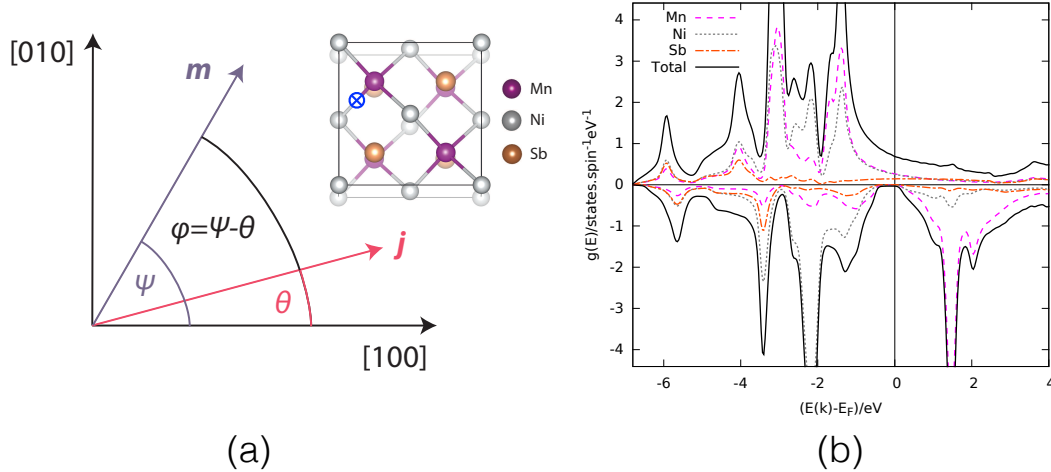 [010]
m
φ=Ψ-θ
Ψ
j
θ
[100]
Mn
Ni
Sb
(a)
Mn
Ni
Sb
Total
g(E)/states.spin⁻¹eV⁻¹
4
3
2
1
0
-1
-2
-3
-4
-6
-4
-2
0
2
4
(E(k)-E_F)/eV
(b)